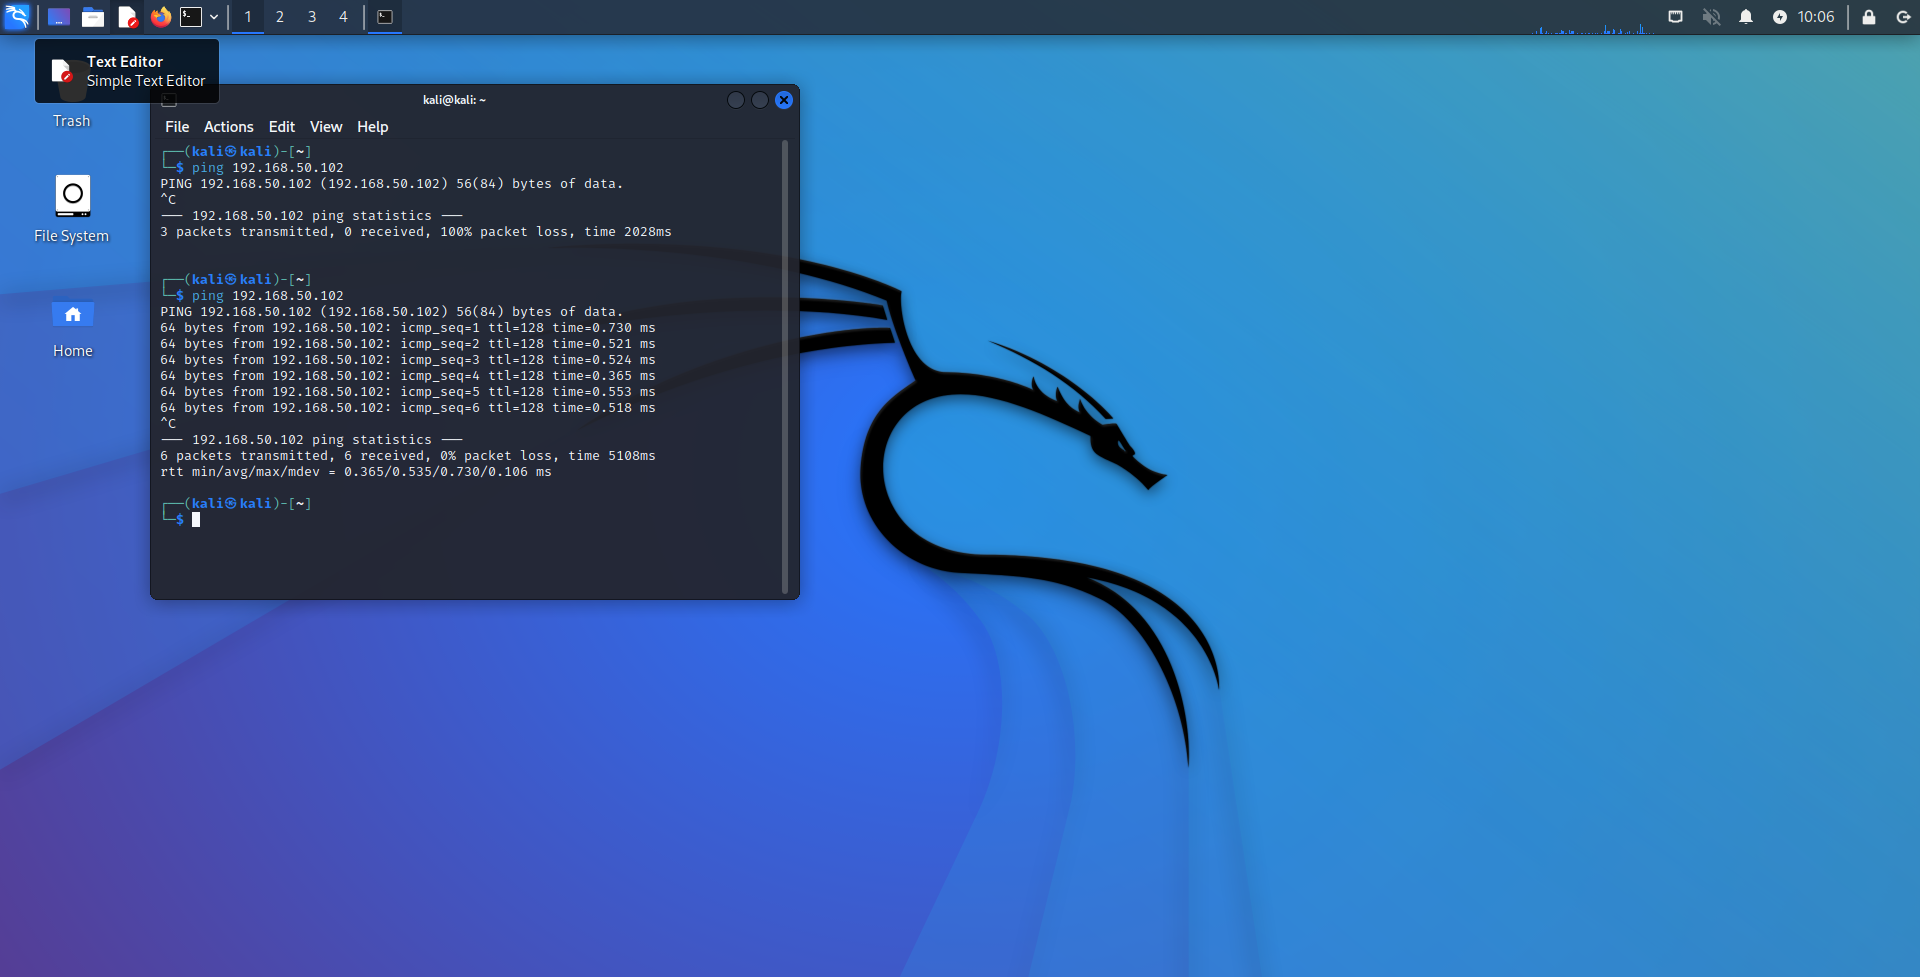 1 2 3 4
10:06
Text Editor
Simple Text Editor
Trash
File System
Home
kali@kali: ~
File Actions Edit View Help
┌──(kali㉿kali)-[~]
└─$ ping 192.168.50.102
PING 192.168.50.102 (192.168.50.102) 56(84) bytes of data.
^C
--- 192.168.50.102 ping statistics ---
3 packets transmitted, 0 received, 100% packet loss, time 2028ms
┌──(kali㉿kali)-[~]
└─$ ping 192.168.50.102
PING 192.168.50.102 (192.168.50.102) 56(84) bytes of data.
64 bytes from 192.168.50.102: icmp_seq=1 ttl=128 time=0.730 ms
64 bytes from 192.168.50.102: icmp_seq=2 ttl=128 time=0.521 ms
64 bytes from 192.168.50.102: icmp_seq=3 ttl=128 time=0.524 ms
64 bytes from 192.168.50.102: icmp_seq=4 ttl=128 time=0.365 ms
64 bytes from 192.168.50.102: icmp_seq=5 ttl=128 time=0.553 ms
64 bytes from 192.168.50.102: icmp_seq=6 ttl=128 time=0.518 ms
^C
--- 192.168.50.102 ping statistics ---
6 packets transmitted, 6 received, 0% packet loss, time 5108ms
rtt min/avg/max/mdev = 0.365/0.535/0.730/0.106 ms
┌──(kali㉿kali)-[~]
└─$